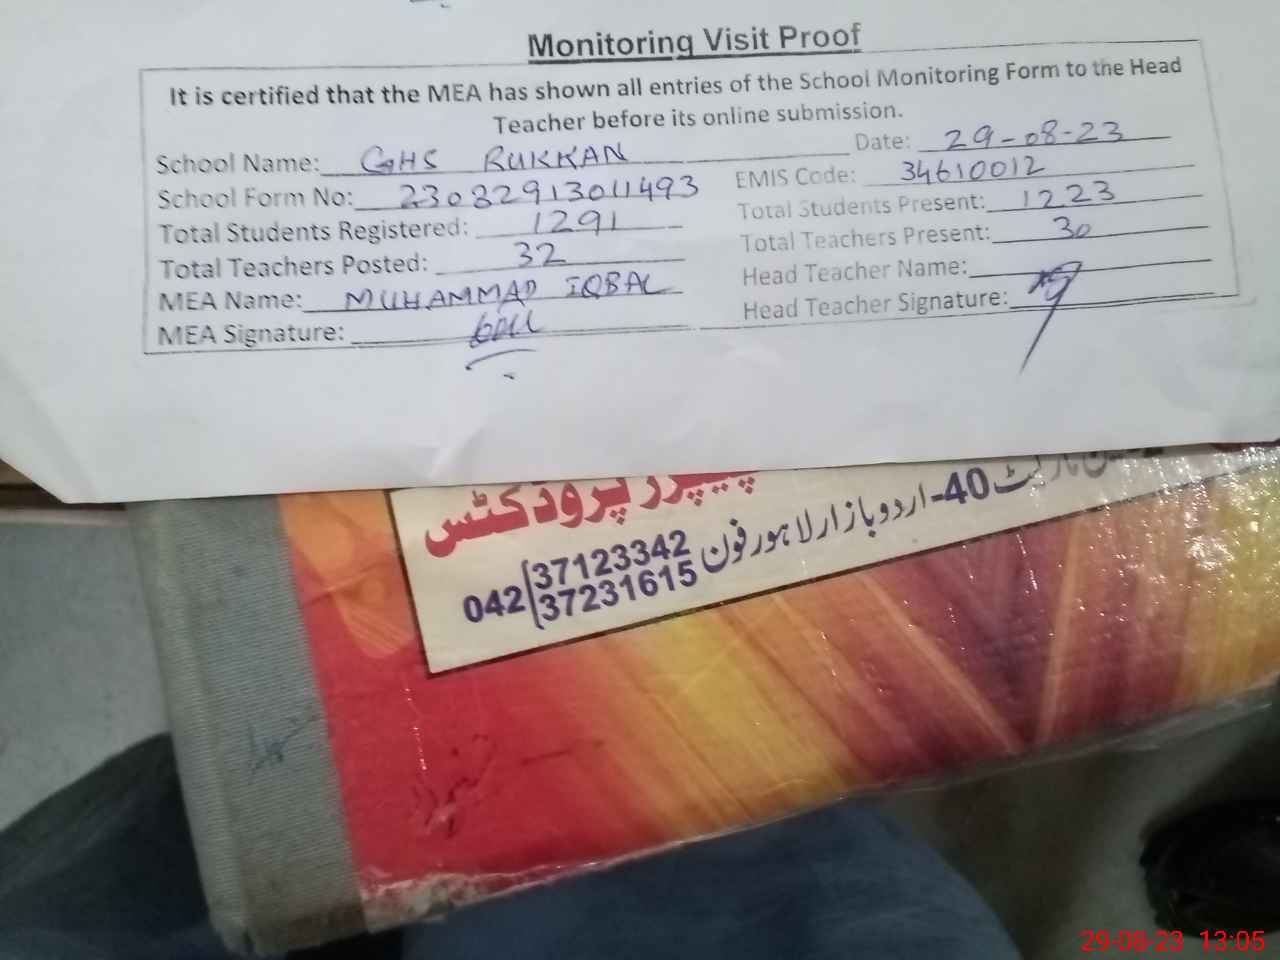 Monitoring Visit Proof
It is certified that the MEA has shown all entries of the School Monitoring Form to the Head
Teacher before its online submission.
School Name: GHS RUKKAN Date: 29-08-23
School Form No: 23082913011493 EMIS Code: 34610012
Total Students Registered: 1291 Total Students Present: 1223
Total Teachers Posted: 32 Total Teachers Present: 30
MEA Name: MUHAMMAD IQBAL Head Teacher Name:
MEA Signature: Head Teacher Signature:
پیپرز پروڈکٹس
40-اردو بازار لاہور فون
042 37123342
37231615
29-08-23 13:05